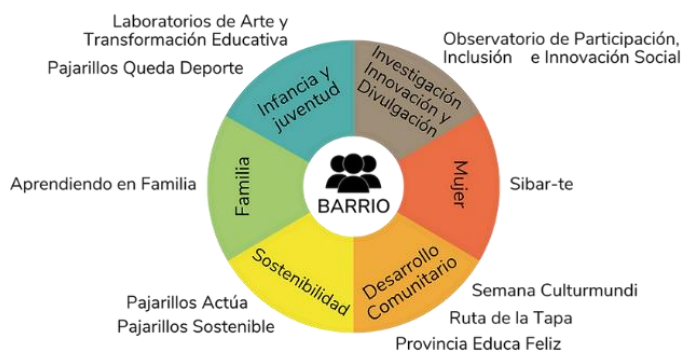 Laboratorios de Arte y
Transformación Educativa
Pajarillos Queda Deporte
Infancia y
juventud
Investigación
Innovación y
Divulgación
Observatorio de Participación,
Inclusión e Innovación Social
Aprendiendo en Familia
Familia
BARRIO
Mujer
Sibar-te
Sostenibilidad
Pajarillos Actúa
Pajarillos Sostenible
Desarrollo
Comunitario
Semana Culturmundi
Ruta de la Tapa
Provincia Educa Feliz